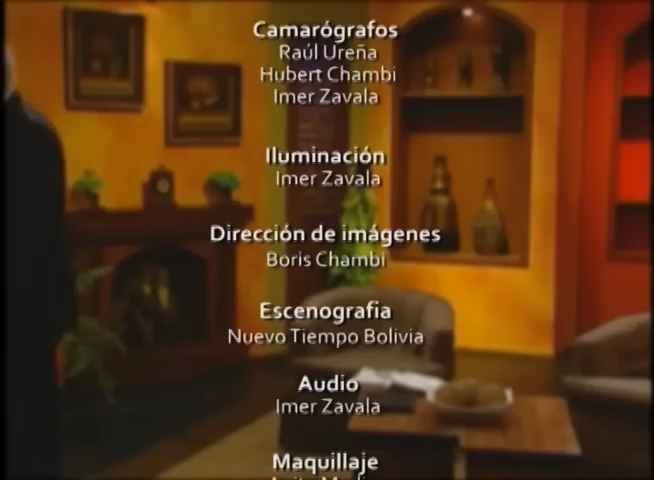 Camarógrafos
Raúl Ureña
Hubert Chambi
Imer Zavala
Iluminación
Imer Zavala
Dirección de imágenes
Boris Chambi
Escenografia
Nuevo Tiempo Bolivia
Audio
Imer Zavala
Maquillaje